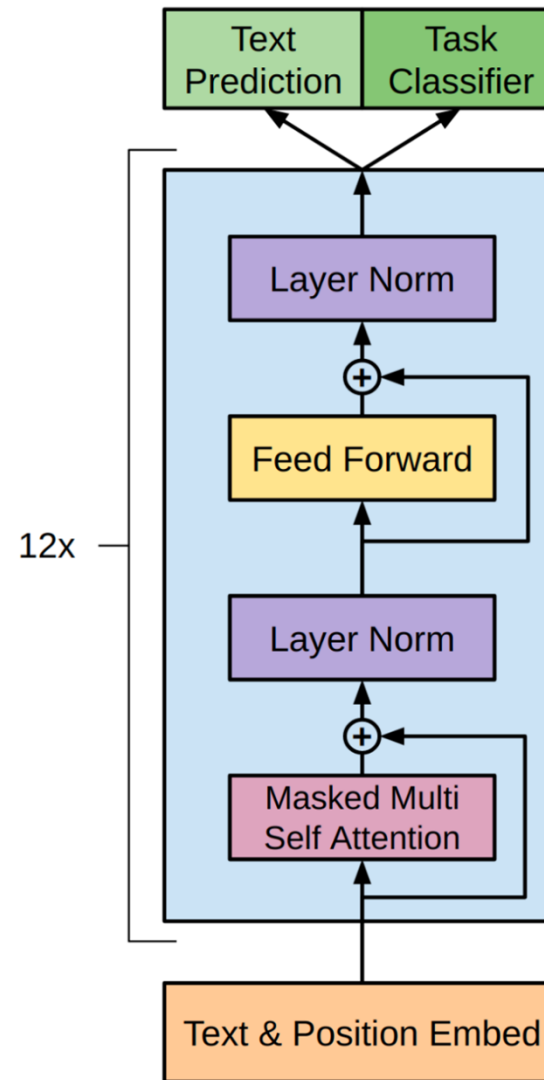 Text
Prediction
Task
Classifier
Layer Norm
+
Feed Forward
12x
Layer Norm
+
Masked Multi
Self Attention
Text & Position Embed